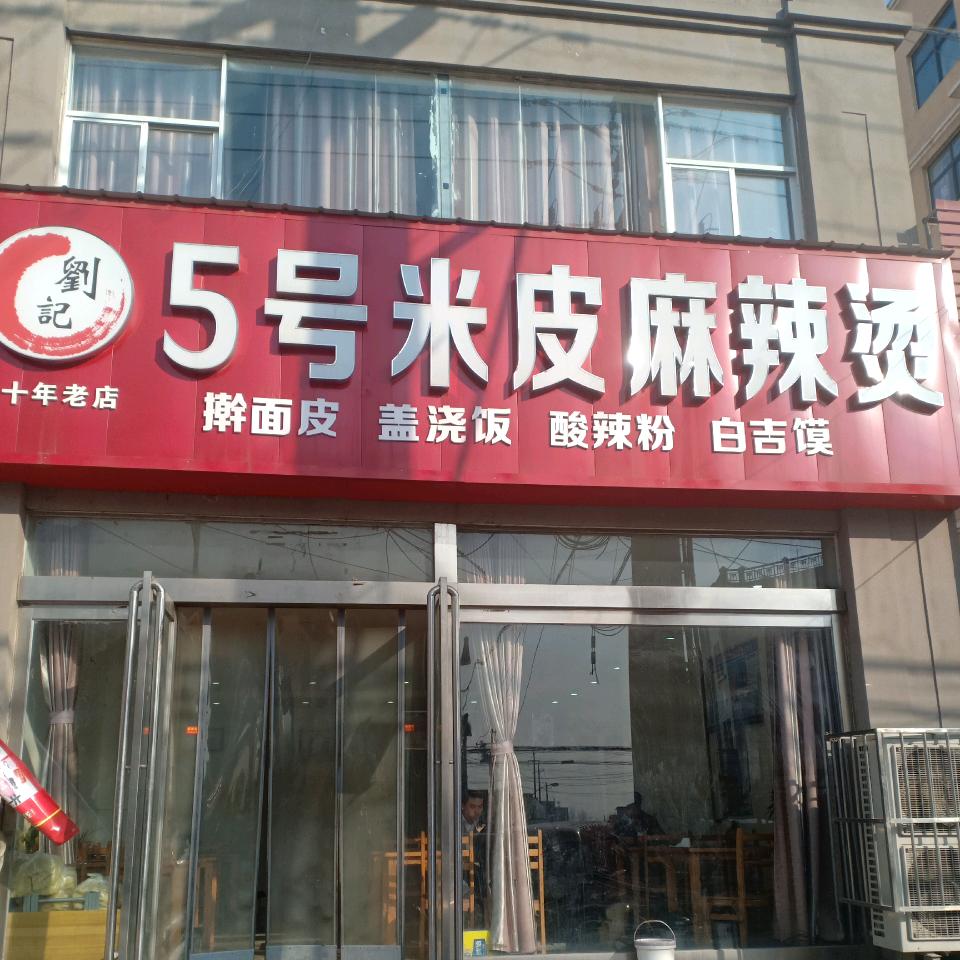 劉記
5号米皮麻辣烫
十年老店
擀面皮 盖浇饭 酸辣粉 白吉馍